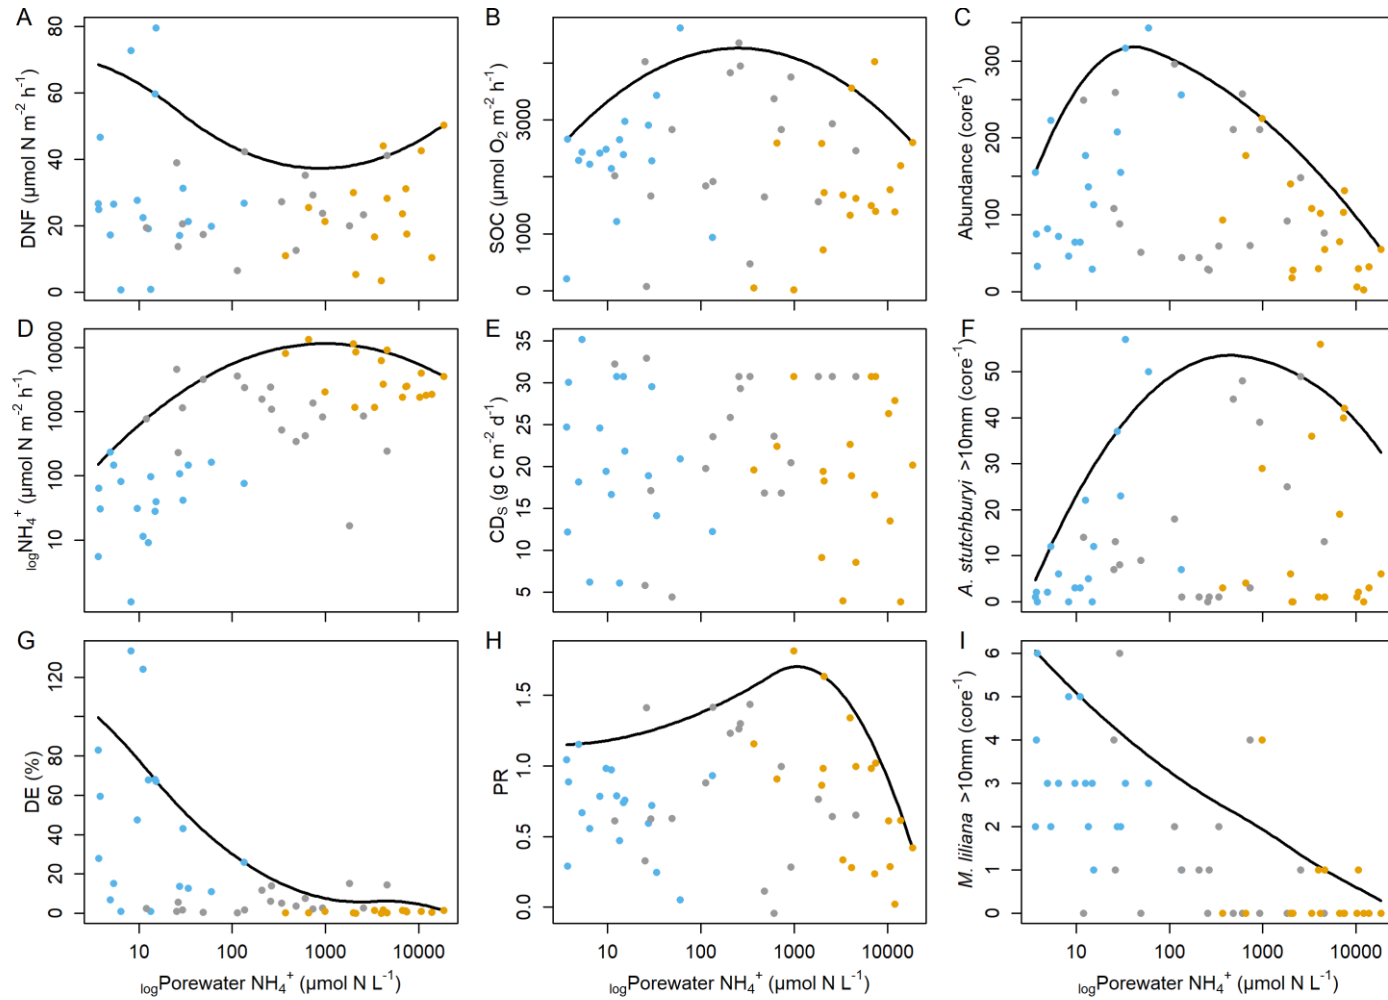 A
DNF (µmol N m⁻² h⁻¹)
80
60
40
20
0
B
SOC (µmol O₂ m⁻² h⁻¹)
3000
1000
0
C
Abundance (core⁻¹)
300
200
100
0
D
logNH₄⁺ (µmol N m⁻² h⁻¹)
10000
1000
100
10
E
CDS (g C m⁻² d⁻¹)
35
30
25
20
15
10
5
F
A. stutchburyi >10mm (core⁻¹)
50
40
30
20
10
0
G
DE (%)
120
80
60
40
20
0
10 100 1000 10000
logPorewater NH₄⁺ (µmol N L⁻¹)
H
PR
1.5
1.0
0.5
0.0
10 100 1000 10000
logPorewater NH₄⁺ (µmol N L⁻¹)
I
M. liliana >10mm (core⁻¹)
6
5
4
3
2
1
0
10 100 1000 10000
logPorewater NH₄⁺ (µmol N L⁻¹)